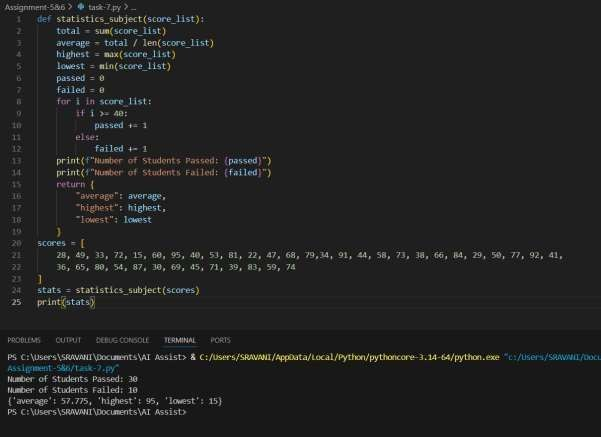 Assignment-5&6 > task-7.py > ...
1 def statistics_subject(score_list):
2     total = sum(score_list)
3     average = total / len(score_list)
4     highest = max(score_list)
5     lowest = min(score_list)
6     passed = 0
7     failed = 0
8     for i in score_list:
9         if i >= 40:
10             passed += 1
11         else:
12             failed += 1
13     print(f"Number of Students Passed: {passed}")
14     print(f"Number of Students Failed: {failed}")
15     return {
16         "average": average,
17         "highest": highest,
18         "lowest": lowest
19     }
20 scores = [
21     28, 49, 33, 72, 15, 60, 95, 40, 53, 81, 22, 47, 68, 79,34, 91, 44, 58, 73, 38, 66, 84, 29, 50, 77, 92, 41,
22     36, 65, 80, 54, 87, 30, 69, 45, 71, 39, 83, 59, 74
23 ]
24 stats = statistics_subject(scores)
25 print(stats)
PROBLEMS OUTPUT DEBUG CONSOLE TERMINAL PORTS
PS C:\Users\SRAVANI\Documents\AI Assist> & C:/Users/SRAVANI/AppData/Local/Python/pythoncore-3.14-64/python.exe "c:/Users/SRAVANI/Docu
Assignment-5&6/task-7.py"
Number of Students Passed: 30
Number of Students Failed: 10
{'average': 57.775, 'highest': 95, 'lowest': 15}
PS C:\Users\SRAVANI\Documents\AI Assist>